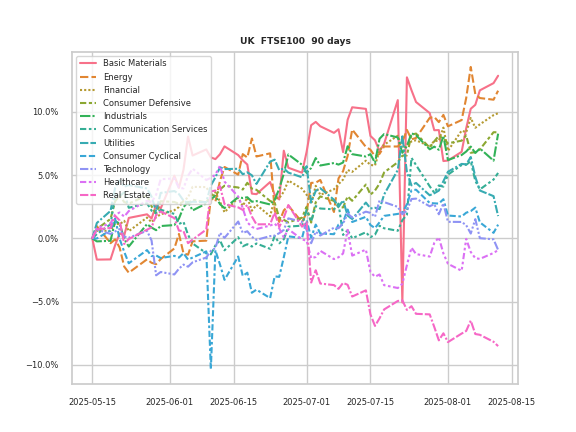 UK FTSE100 90 days
Basic Materials
Energy
Financial
Consumer Defensive
Industrials
Communication Services
Utilities
Consumer Cyclical
Technology
Healthcare
Real Estate
10.0%
5.0%
0.0%
−5.0%
−10.0%
2025-05-15
2025-06-01
2025-06-15
2025-07-01
2025-07-15
2025-08-01
2025-08-15